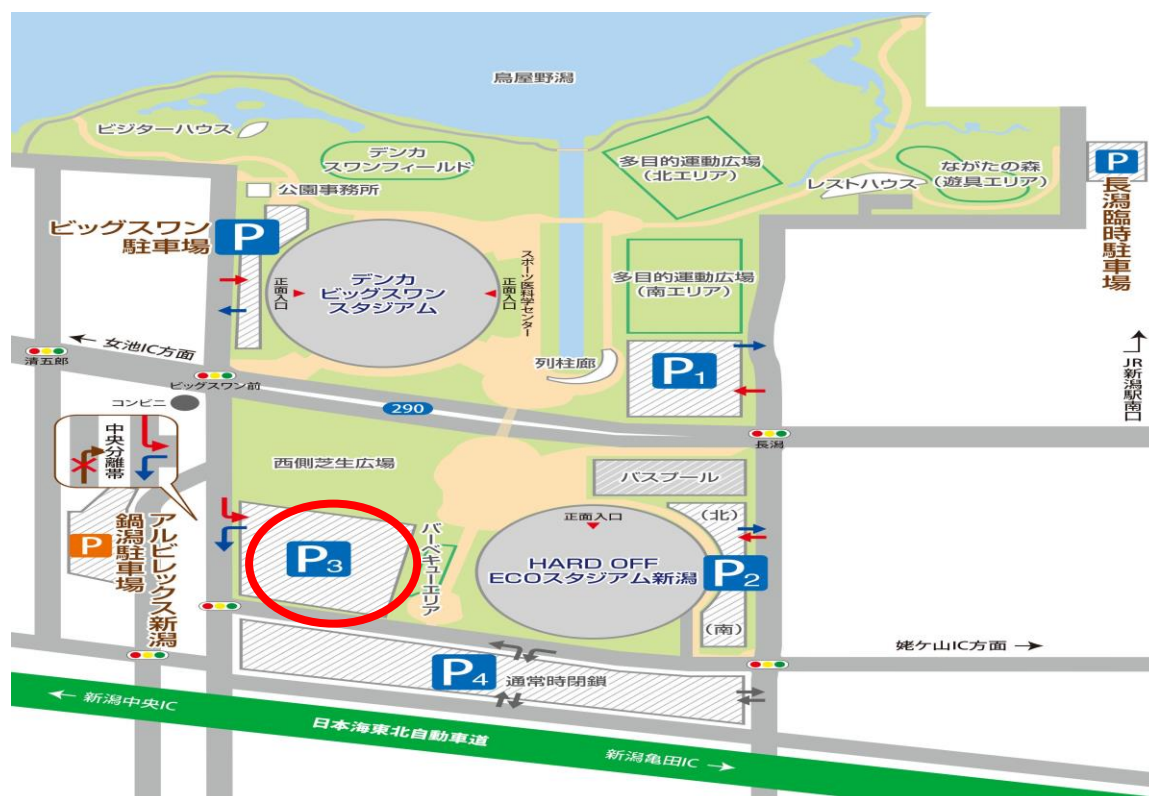 鳥屋野潟
ビジターハウス
デンカ
スワンフィールド
公園事務所
多目的運動広場
(北エリア)
レストハウス
ながたの森
(遊具エリア)
P
長潟臨時駐車場
ビッグスワン
駐車場
P
正面入口
デンカ
ビッグスワン
スタジアム
正面入口
スポーツ医科学センター
多目的運動広場
(南エリア)
列柱廊
P1
JR新潟駅南口
← 女池IC方面
清五郎
ビッグスワン前
コンビニ
290
長潟
中央分離帯
西側芝生広場
バスプール
P
アルビレックス新潟
鍋潟駐車場
P3
バーベキューエリア
正面入口
HARD OFF
ECOスタジアム新潟
(北)
P2
(南)
姥ケ山IC方面 →
P4
通常時閉鎖
← 新潟中央IC
日本海東北自動車道
新潟亀田IC →